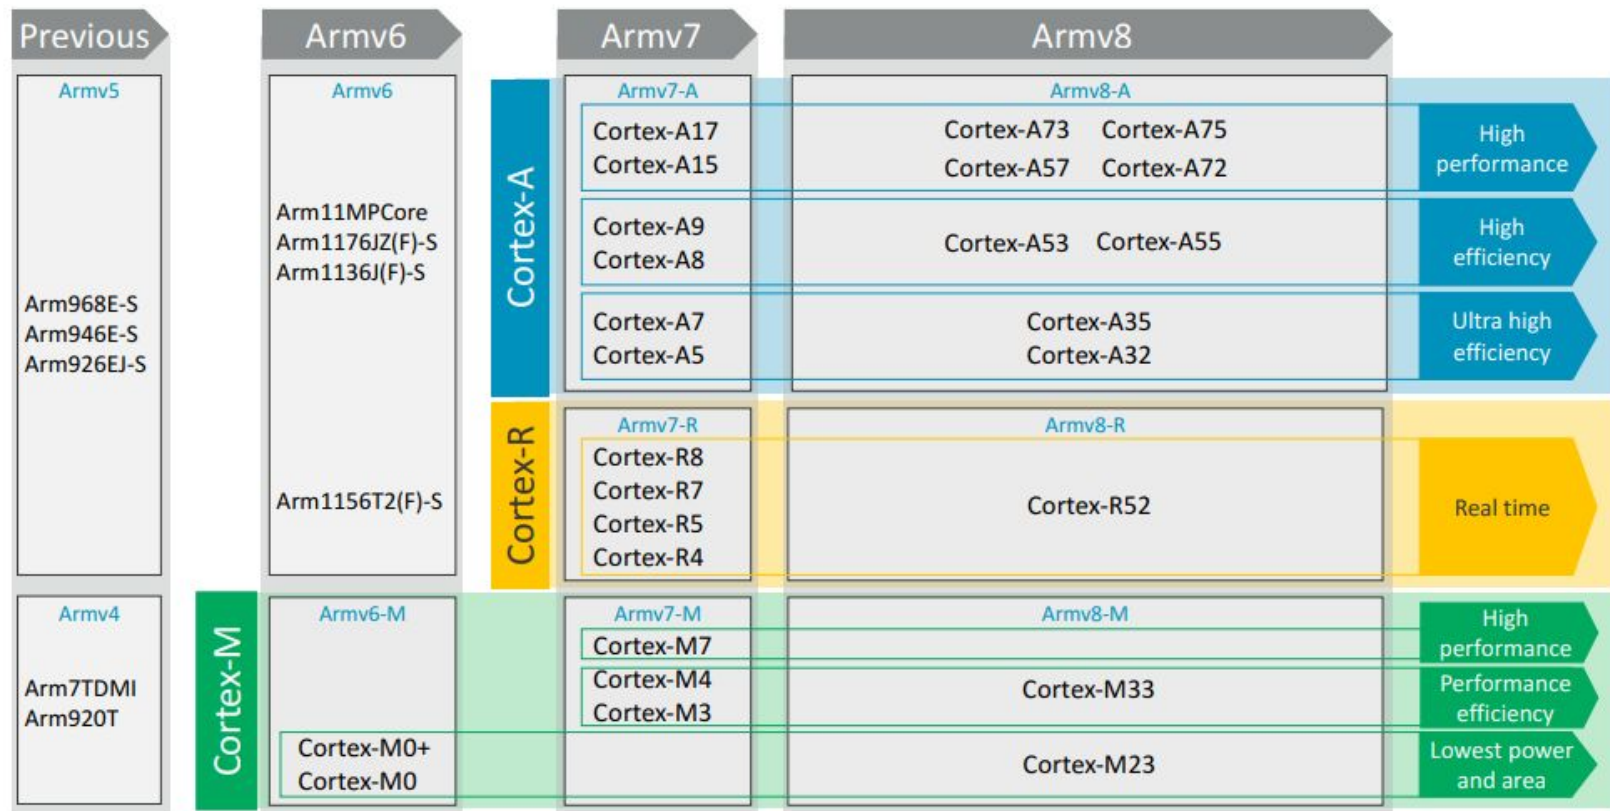 Previous
Armv6
Armv7
Armv8
Armv5
Arm968E-S
Arm946E-S
Arm926EJ-S
Armv6
Arm11MPCore
Arm1176JZ(F)-S
Arm1136J(F)-S
Arm1156T2(F)-S
Cortex-A
Armv7-A
Armv8-A
Cortex-A17
Cortex-A15
Cortex-A73 Cortex-A75
Cortex-A57 Cortex-A72
High
performance
Cortex-A9
Cortex-A8
Cortex-A53 Cortex-A55
High
efficiency
Cortex-A7
Cortex-A5
Cortex-A35
Cortex-A32
Ultra high
efficiency
Cortex-R
Armv7-R
Armv8-R
Cortex-R8
Cortex-R7
Cortex-R5
Cortex-R4
Cortex-R52
Real time
Armv4
Arm7TDMI
Arm920T
Cortex-M
Armv6-M
Armv7-M
Armv8-M
Cortex-M7
High
performance
Cortex-M4
Cortex-M3
Cortex-M33
Performance
efficiency
Cortex-M0+
Cortex-M0
Cortex-M23
Lowest power
and area